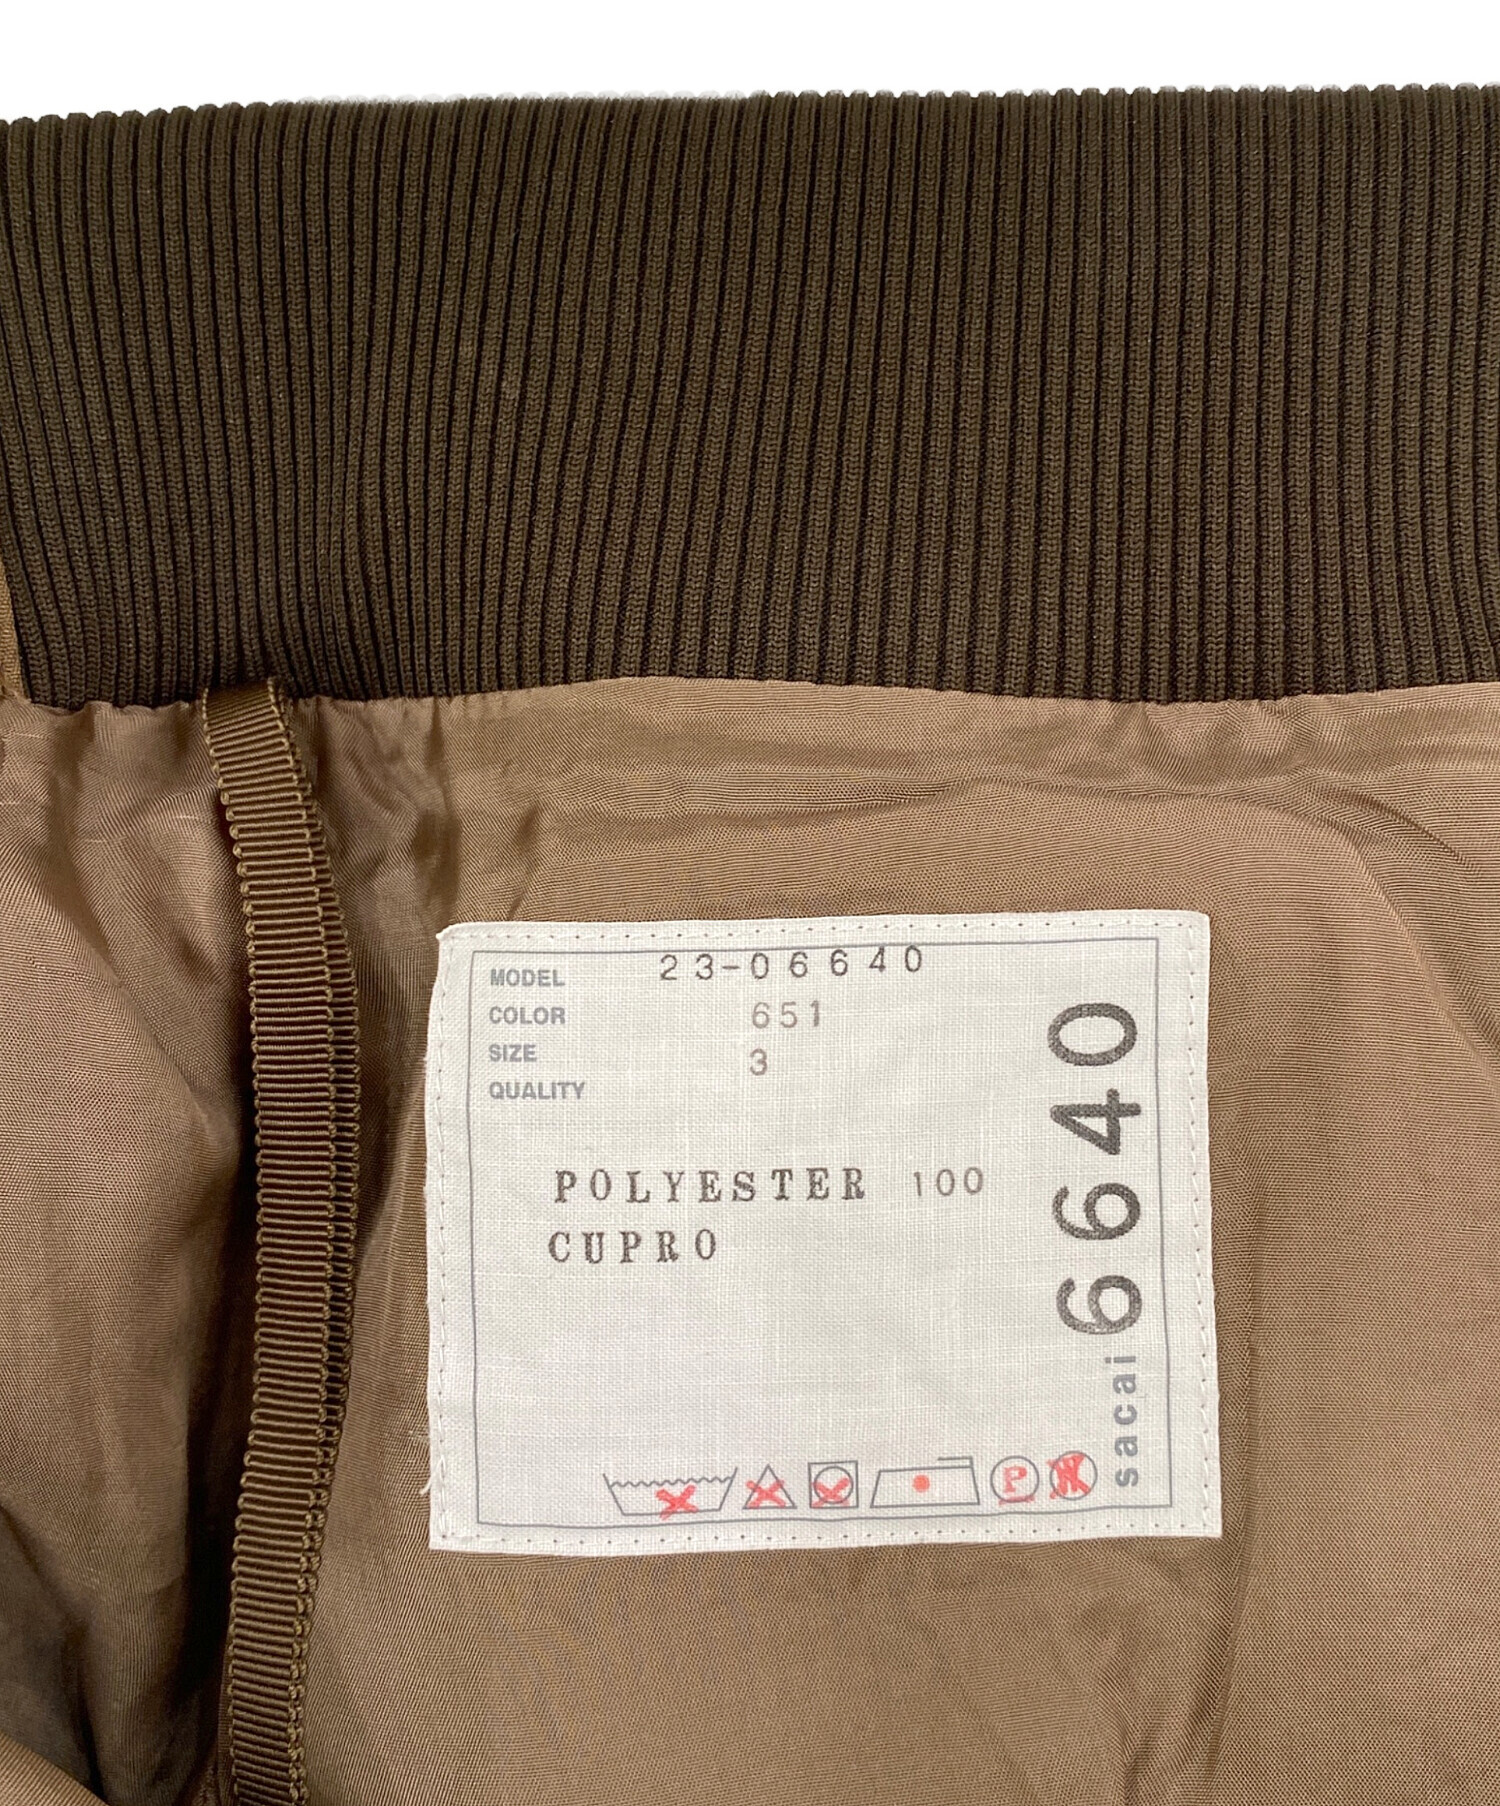 MODEL 23-06640
COLOR 651
SIZE 3
QUALITY
POLYESTER 100
CUPRO
P
sacai 6640